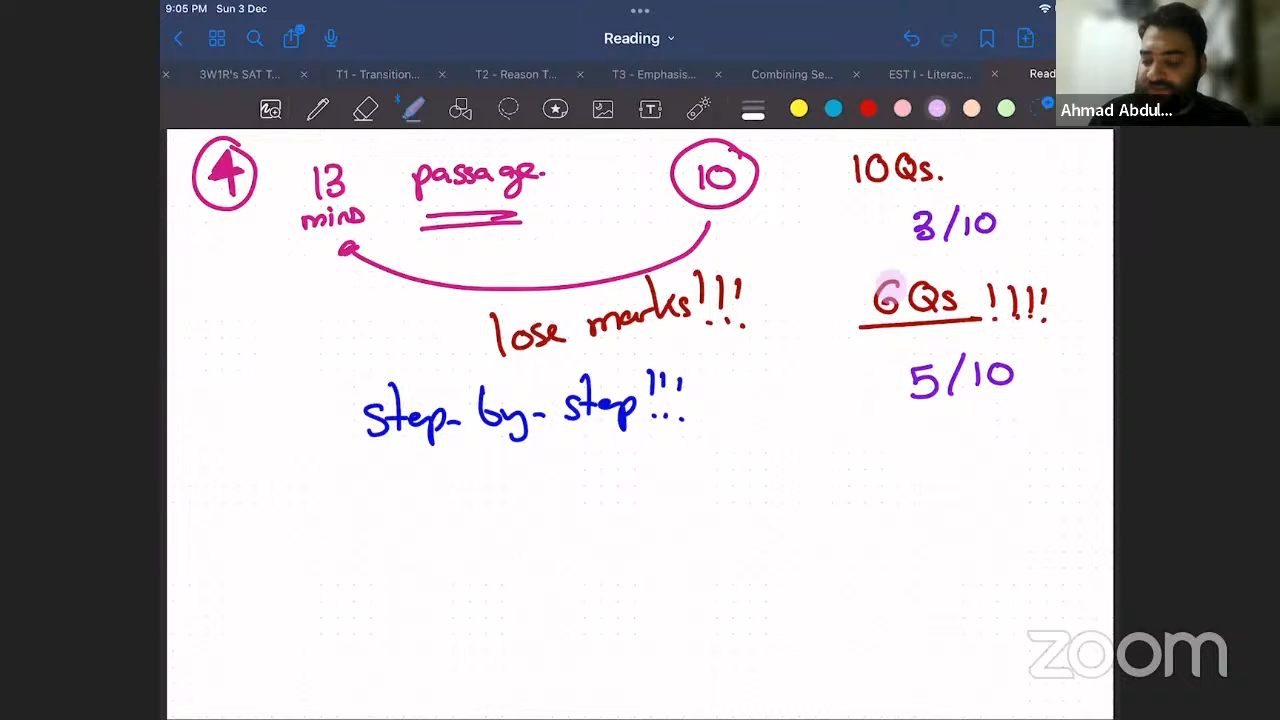 9:05 PM Sun 3 Dec
Reading
3W1R's SAT T...
T1 - Transition...
T2 - Reason T...
T3 - Emphasis...
Combining Se...
EST I - Literac...
Read
Ahmad Abdul...
4 13 mins passage. 10
10Qs.
3/10
lose marks!!!
6Qs !!!!
step-by-step!!!
5/10
zoom